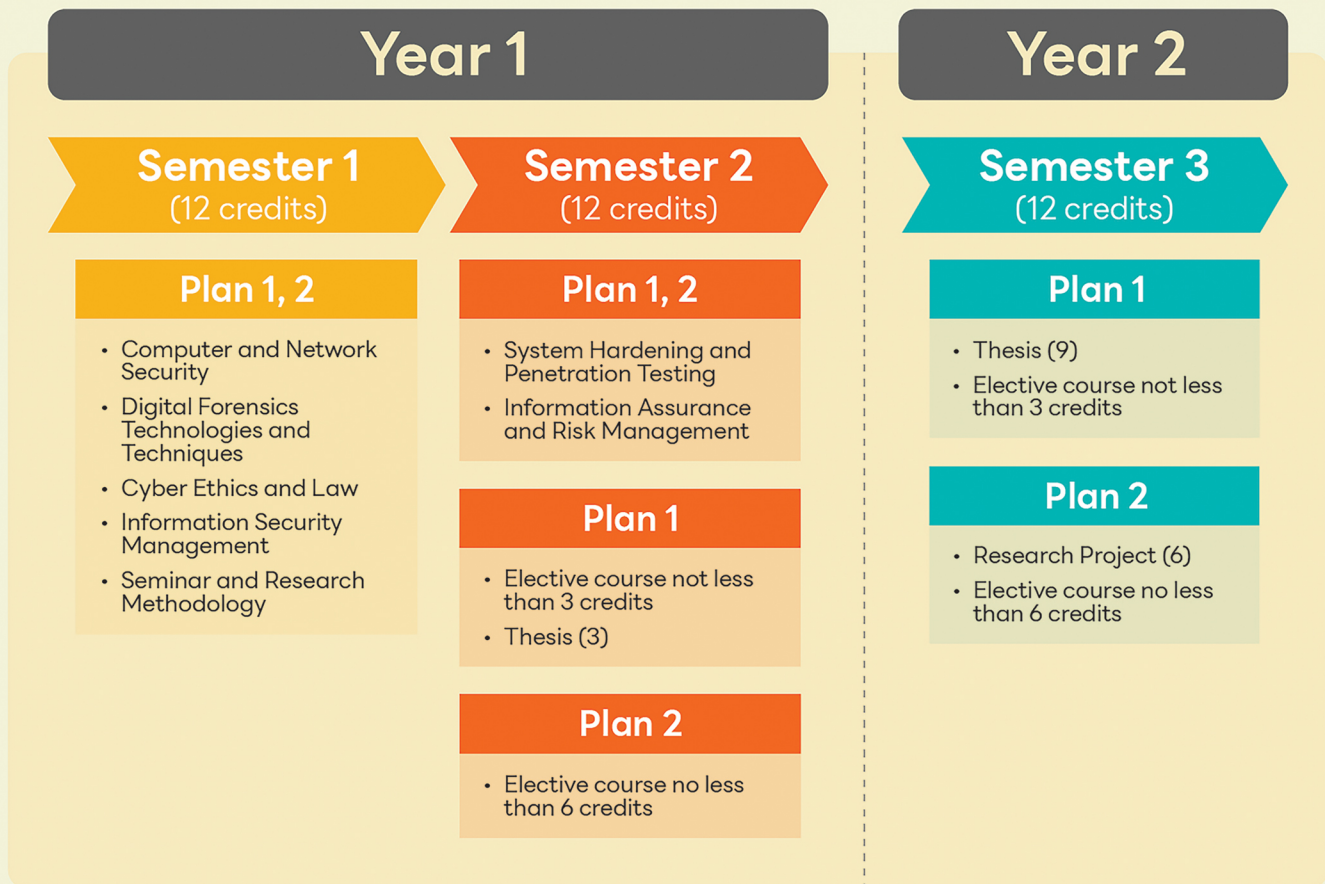 Year 1
Semester 1
(12 credits)
Plan 1, 2
• Computer and Network
Security
• Digital Forensics
Technologies and
Techniques
• Cyber Ethics and Law
• Information Security
Management
• Seminar and Research
Methodology
Semester 2
(12 credits)
Plan 1, 2
• System Hardening and
Penetration Testing
• Information Assurance
and Risk Management
Plan 1
• Elective course not less
than 3 credits
• Thesis (3)
Plan 2
• Elective course no less
than 6 credits
Year 2
Semester 3
(12 credits)
Plan 1
• Thesis (9)
• Elective course not less
than 3 credits
Plan 2
• Research Project (6)
• Elective course no less
than 6 credits